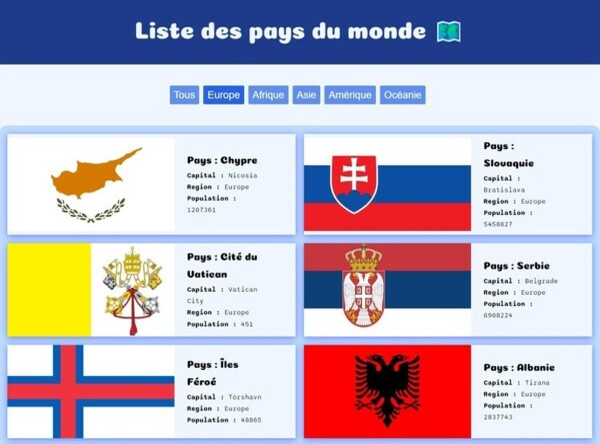 Liste des pays du monde
Tous Europe Afrique Asie Amérique Océanie
Pays : Chypre
Capital : Nicosia
Region : Europe
Population :
1207361
Pays :
Slovaquie
Capital :
Bratislava
Region : Europe
Population :
5458827
Pays : Cité du
Vatican
Capital : Vatican
City
Region : Europe
Population : 451
Pays : Serbie
Capital : Belgrade
Region : Europe
Population :
6908224
Pays : Îles
Féroé
Capital : Tórshavn
Region : Europe
Population : 48865
Pays : Albanie
Capital : Tirana
Region : Europe
Population :
2837743